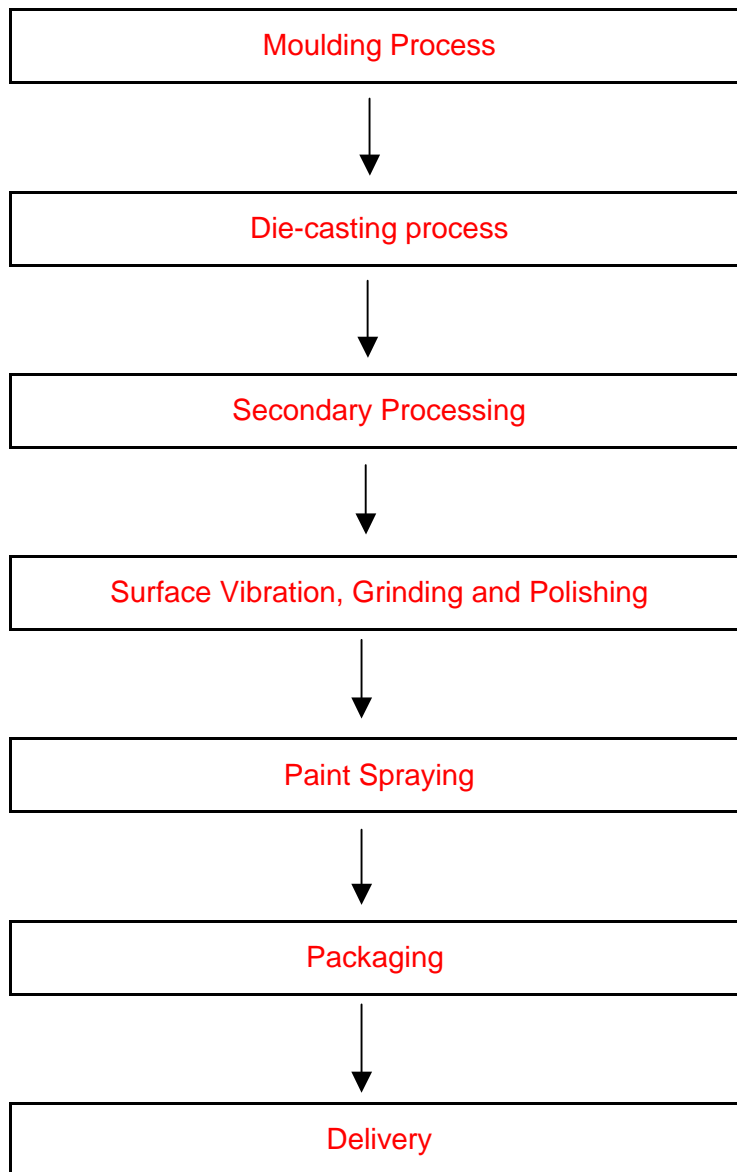 Moulding Process
Die-casting process
Secondary Processing
Surface Vibration, Grinding and Polishing
Paint Spraying
Packaging
Delivery